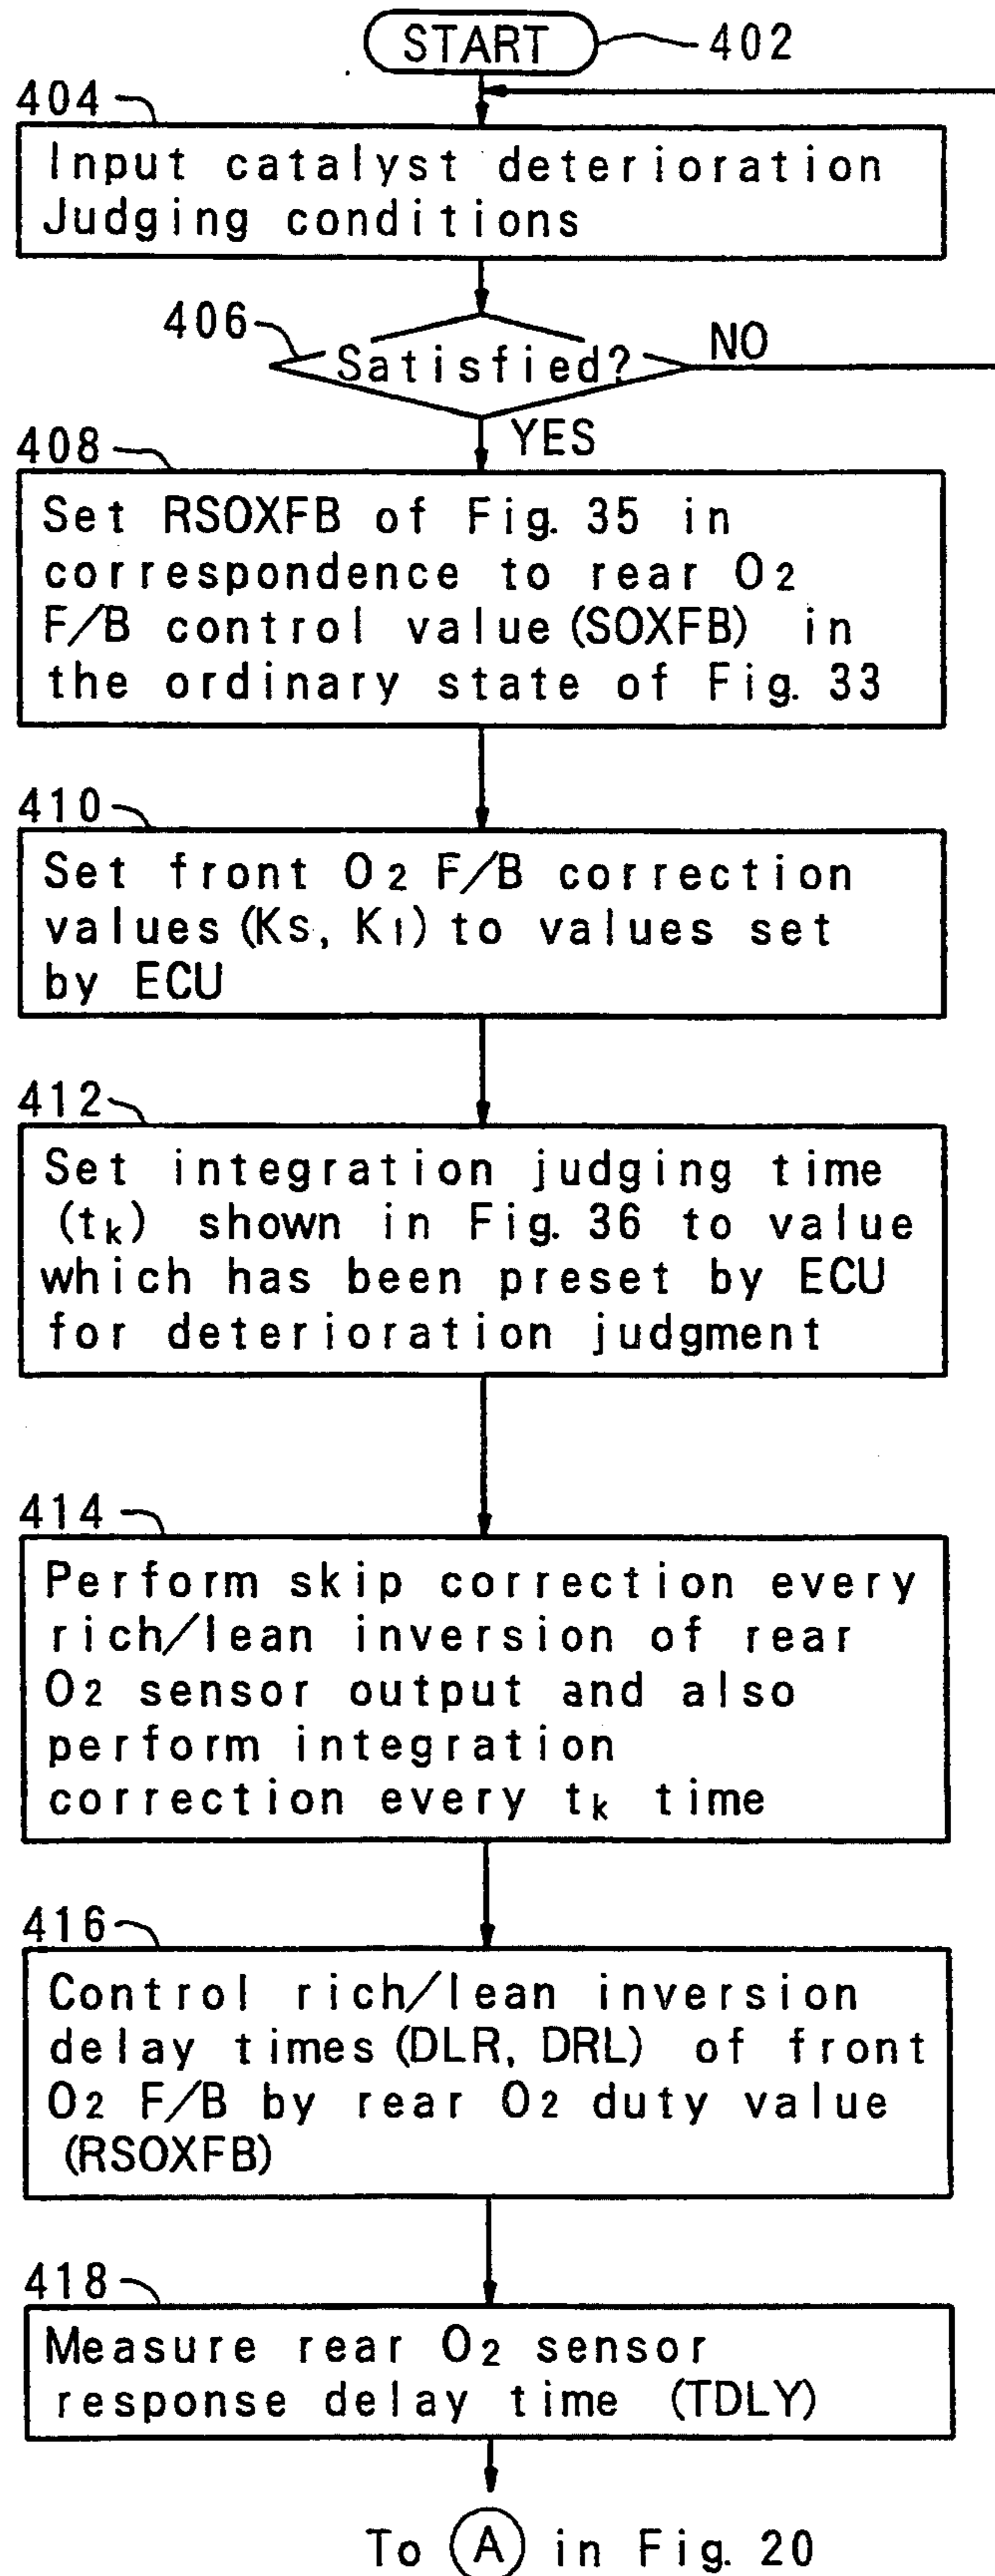 START
402
404
Input catalyst deterioration
Judging conditions
406
Satisfied?
NO
YES
408
Set RSOXFB of Fig. 35 in
correspondence to rear O2
F/B control value (SOXFB) in
the ordinary state of Fig. 33
410
Set front O2 F/B correction
values (Ks, KI) to values set
by ECU
412
Set integration judging time
(tk) shown in Fig. 36 to value
which has been preset by ECU
for deterioration judgment
414
Perform skip correction every
rich/lean inversion of rear
O2 sensor output and also
perform integration
correction every tk time
416
Control rich/lean inversion
delay times (DLR, DRL) of front
O2 F/B by rear O2 duty value
(RSOXFB)
418
Measure rear O2 sensor
response delay time (TDLY)
To A in Fig. 20